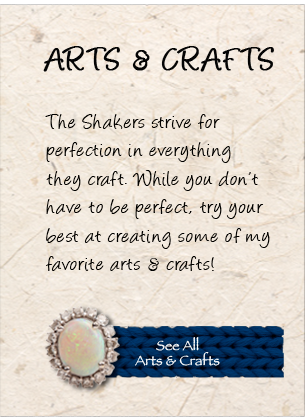 ARTS & CRAFTS
The Shakers strive for
perfection in everything
they craft. While you don't
have to be perfect, try your
best at creating some of my
favorite arts & crafts!
See All
Arts & Crafts